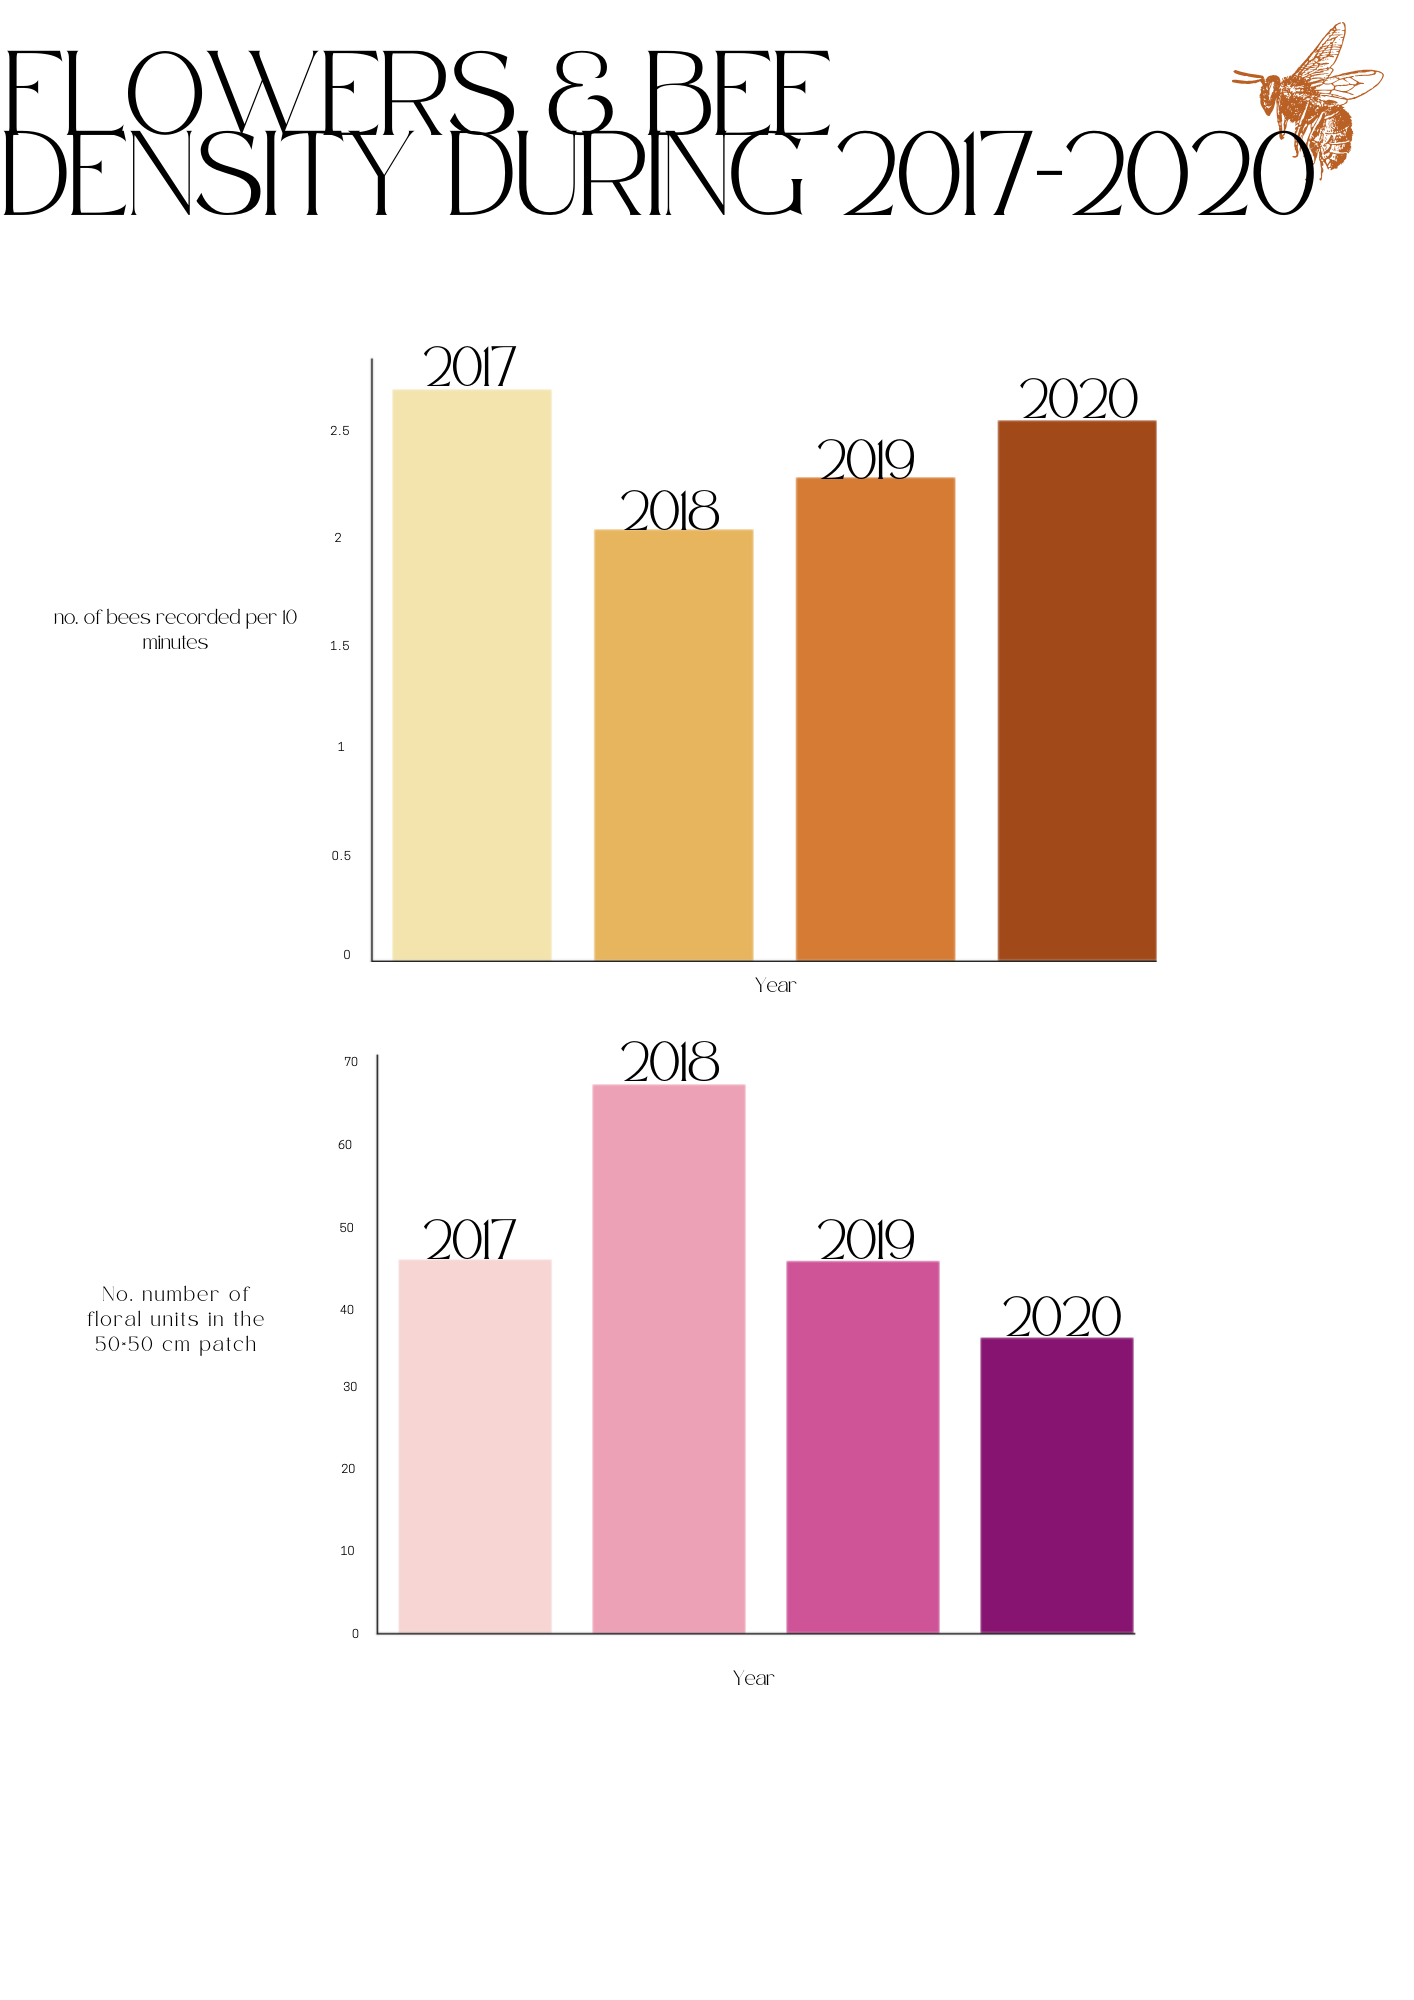 FLOWERS & BEE
DENSITY DURING 2017-2020
2017
2018
2019
2020
2.5
2
1.5
1
0.5
0
no. of bees recorded per 10
minutes
Year
2017
2018
2019
2020
70
60
50
40
30
20
10
0
No. number of
floral units in the
50*50 cm patch
Year